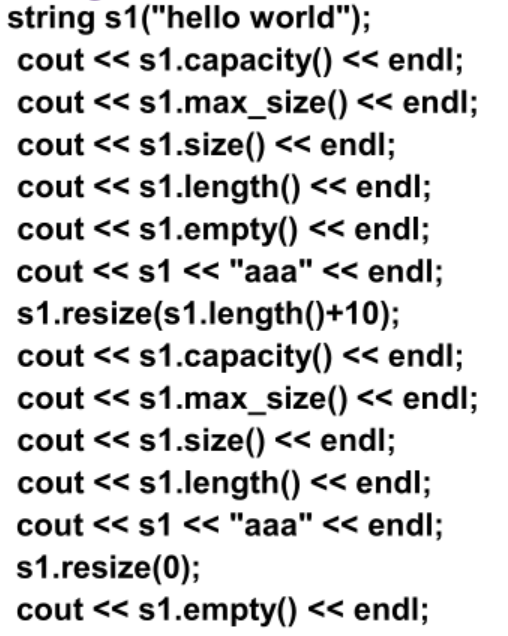 string s1("hello world");
cout << s1.capacity() << endl;
cout << s1.max_size() << endl;
cout << s1.size() << endl;
cout << s1.length() << endl;
cout << s1.empty() << endl;
cout << s1 << "aaa" << endl;
s1.resize(s1.length()+10);
cout << s1.capacity() << endl;
cout << s1.max_size() << endl;
cout << s1.size() << endl;
cout << s1.length() << endl;
cout << s1 << "aaa" << endl;
s1.resize(0);
cout << s1.empty() << endl;